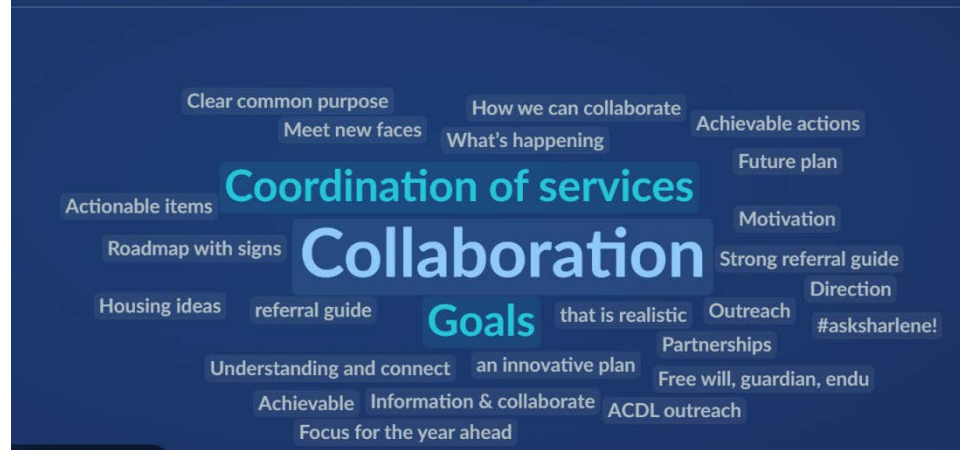 Clear common purpose
How we can collaborate
Meet new faces
What's happening
Achievable actions
Future plan
Coordination of services
Actionable items
Motivation
Roadmap with signs
Collaboration
Strong referral guide
Direction
Housing ideas
referral guide
Goals
that is realistic
Outreach
#asksharlene!
Partnerships
Understanding and connect
an innovative plan
Free will, guardian, endu
Achievable
Information & collaborate
ACDL outreach
Focus for the year ahead